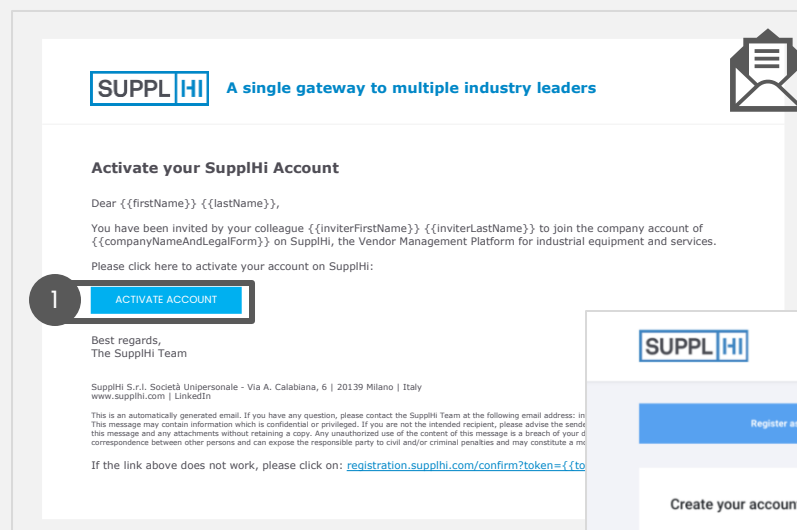 SUPPLHI A single gateway to multiple industry leaders
Activate your SupplHi Account
Dear {{firstName}} {{lastName}},
You have been invited by your colleague {{inviterFirstName}} {{inviterLastName}} to join the company account of
{{companyNameAndLegalForm}} on SupplHi, the Vendor Management Platform for industrial equipment and services.
Please click here to activate your account on SupplHi:
1 ACTIVATE ACCOUNT
Best regards,
The SupplHi Team
SupplHi S.r.l. Società Unipersonale - Via A. Calabiana, 6 | 20139 Milano | Italy
www.supplhi.com | LinkedIn
This is an automatically generated email. If you have any question, please contact the SupplHi Team at the following email address: in
This message may contain information which is confidential or privileged. If you are not the intended recipient, please advise the sende
this message and any attachments without retaining a copy. Any unauthorized use of the content of this message is a breach of your d
correspondence between other persons and can expose the responsible party to civil and/or criminal penalties and may constitute a mo
If the link above does not work, please click on: registration.supplhi.com/confirm?token={{to
SUPPLHI
Register as
Create your accoun